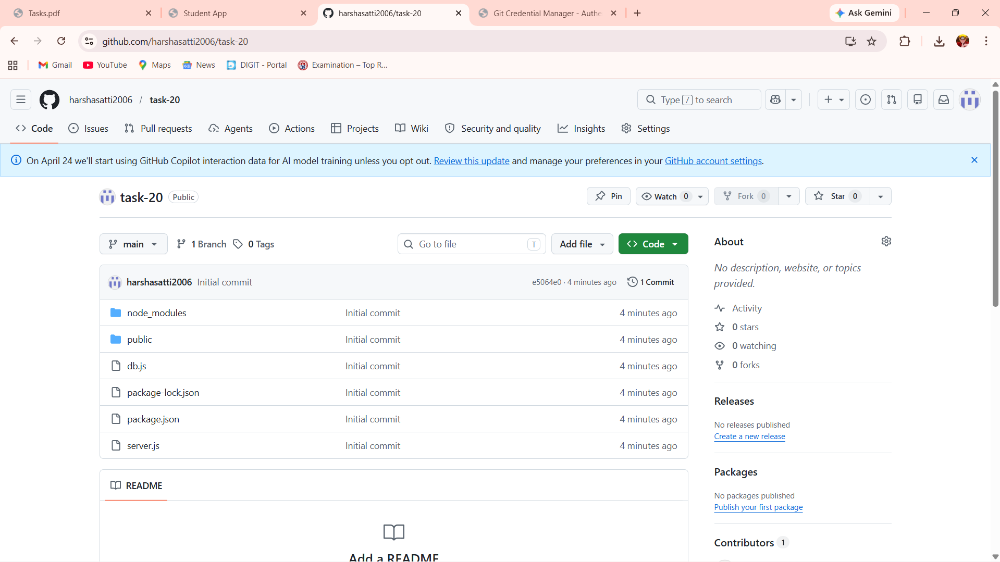 Tasks.pdf
Student App
harshasatti2006/task-20
Git Credential Manager - Authe
Ask Gemini
github.com/harshasatti2006/task-20
Gmail
YouTube
Maps
News
DIGIT - Portal
Examination – Top R...
harshasatti2006 / task-20
Type / to search
Code
Issues
Pull requests
Agents
Actions
Projects
Wiki
Security and quality
Insights
Settings
On April 24 we'll start using GitHub Copilot interaction data for AI model training unless you opt out. Review this update and manage your preferences in your GitHub account settings.
task-20 Public
Pin
Watch 0
Fork 0
Star 0
main
1 Branch
0 Tags
Go to file T
Add file
Code
harshasatti2006 Initial commit e5064e0 · 4 minutes ago 1 Commit
node_modules Initial commit 4 minutes ago
public Initial commit 4 minutes ago
db.js Initial commit 4 minutes ago
package-lock.json Initial commit 4 minutes ago
package.json Initial commit 4 minutes ago
server.js Initial commit 4 minutes ago
README
Add a README
About
No description, website, or topics
provided.
Activity
0 stars
0 watching
0 forks
Releases
No releases published
Create a new release
Packages
No packages published
Publish your first package
Contributors 1